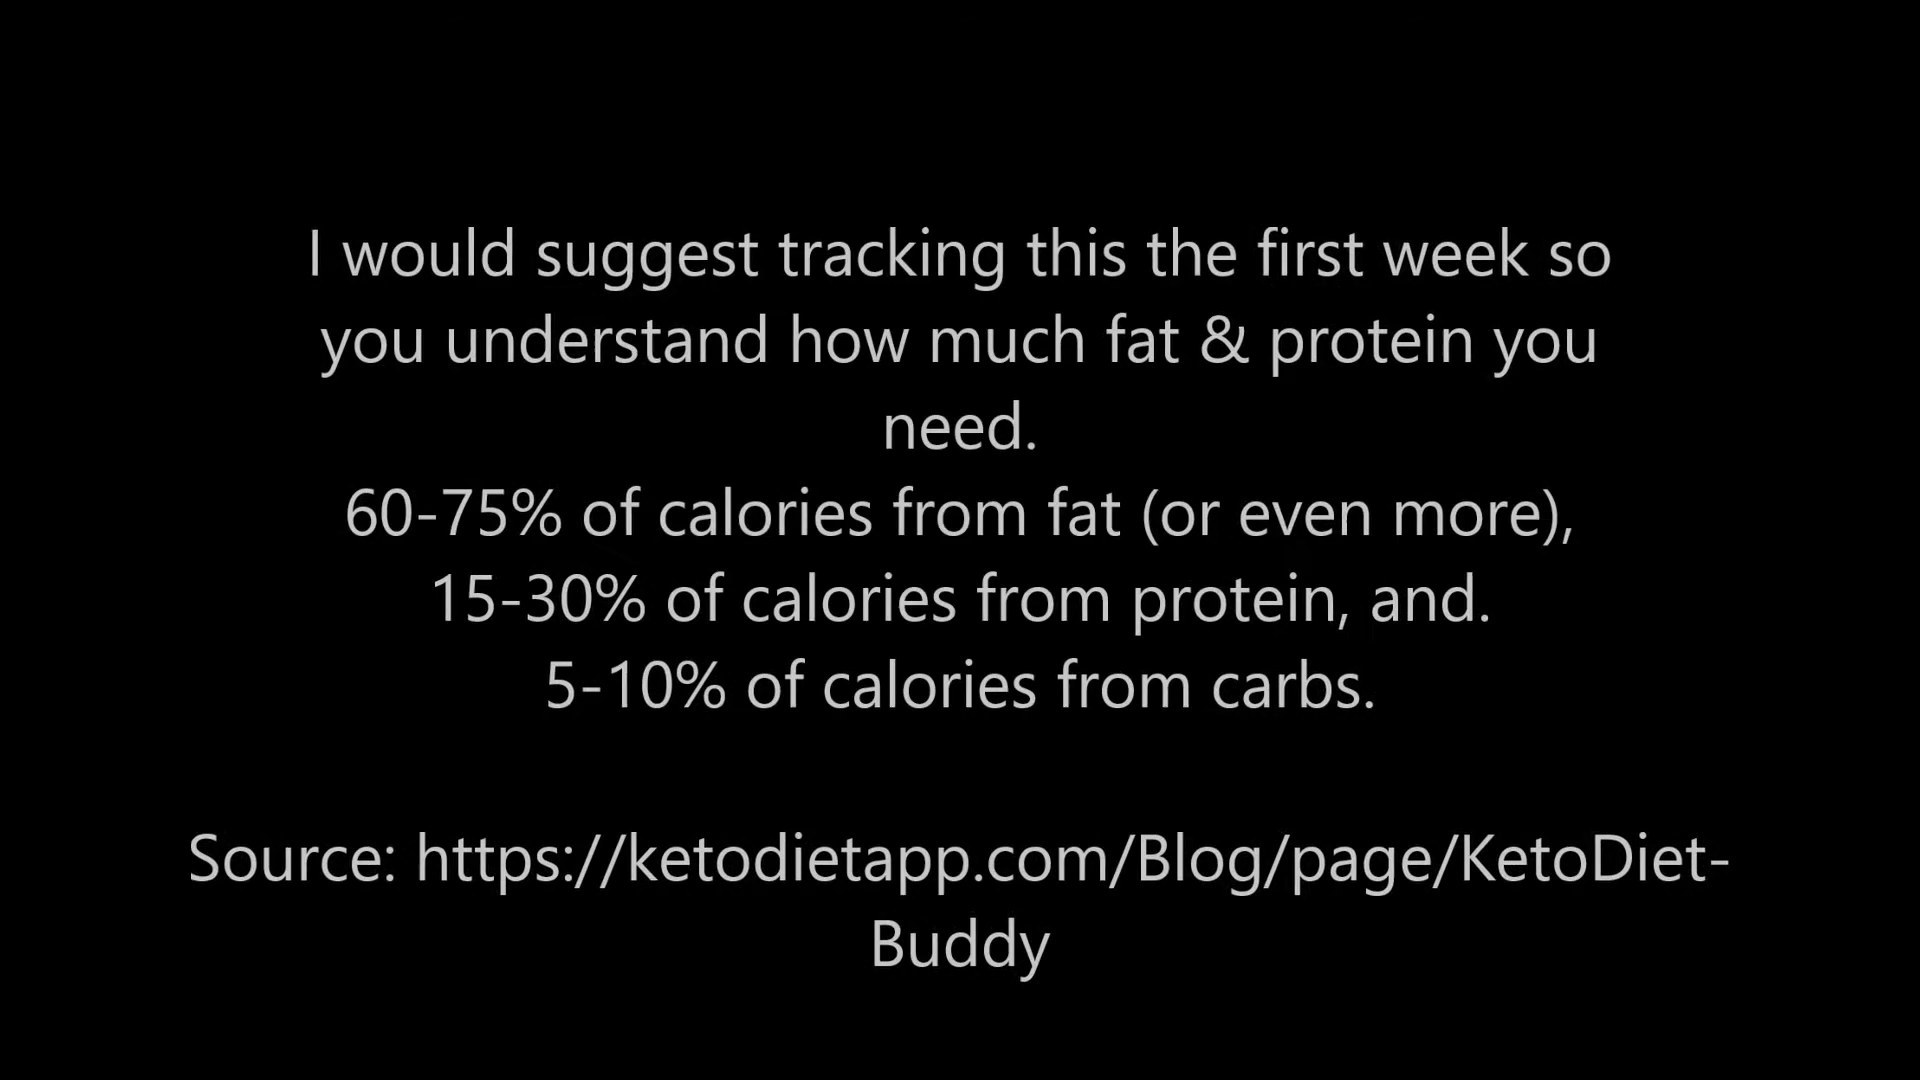 I would suggest tracking this the first week so
you understand how much fat & protein you
need.
60-75% of calories from fat (or even more),
15-30% of calories from protein, and.
5-10% of calories from carbs.
Source: https://ketodietapp.com/Blog/page/KetoDiet-
Buddy